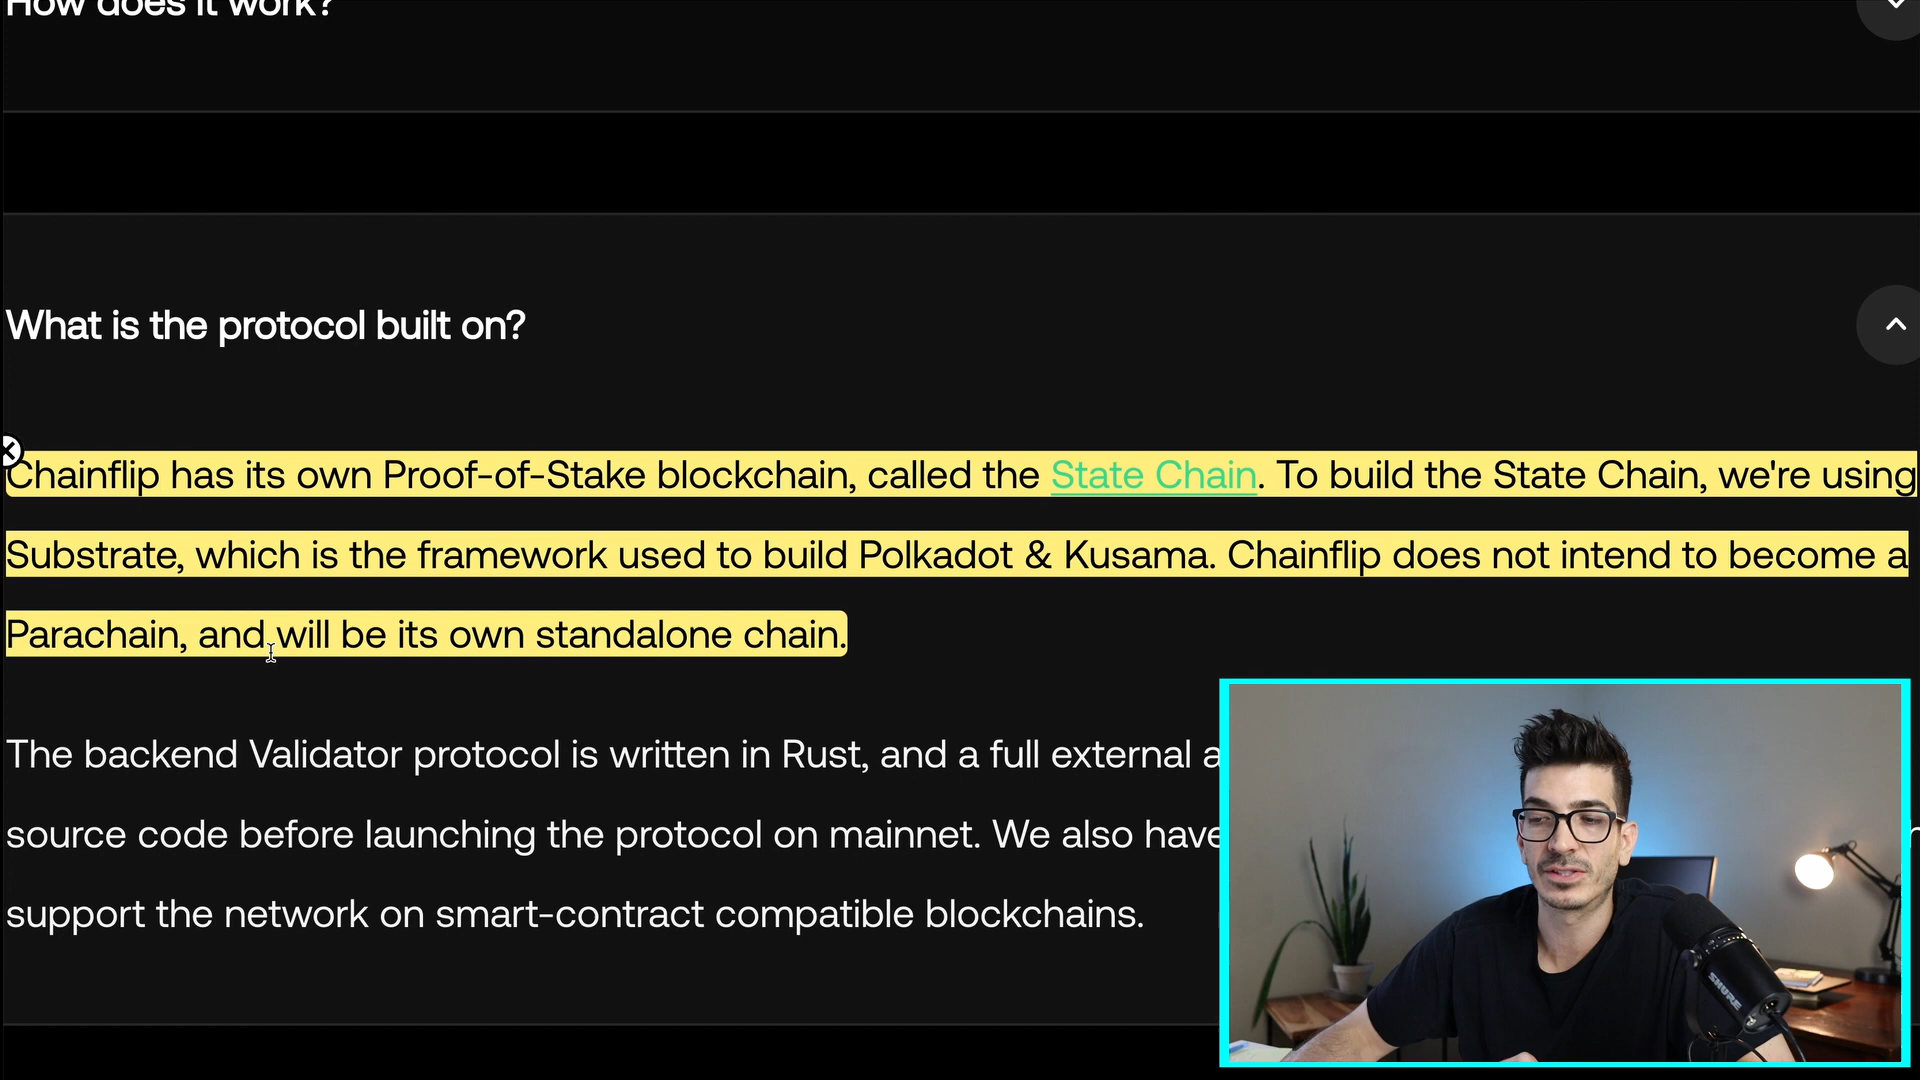 How does it work?
What is the protocol built on?
Chainflip has its own Proof-of-Stake blockchain, called the State Chain. To build the State Chain, we're using
Substrate, which is the framework used to build Polkadot & Kusama. Chainflip does not intend to become a
Parachain, and will be its own standalone chain.
The backend Validator protocol is written in Rust, and a full external a
source code before launching the protocol on mainnet. We also have
support the network on smart-contract compatible blockchains.
SHURE